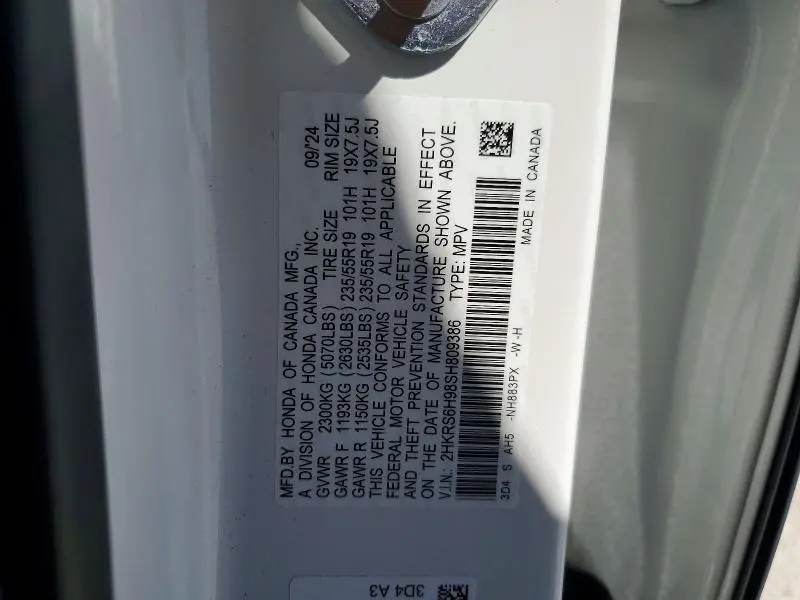 MFD.BY HONDA OF CANADA MFG.,
A DIVISION OF HONDA CANADA INC. 09/'24
GVWR 2300KG (5070LBS) TIRE SIZE RIM SIZE
GAWR F 1193KG (2630LBS) 235/55R19 101H 19X7.5J
GAWR R 1150KG (2535LBS) 235/55R19 101H 19X7.5J
THIS VEHICLE CONFORMS TO ALL APPLICABLE
FEDERAL MOTOR VEHICLE SAFETY
AND THEFT PREVENTION STANDARDS IN EFFECT
ON THE DATE OF MANUFACTURE SHOWN ABOVE.
V.I.N.: 2HKRS6H98SH809386 TYPE: MPV
3D4 S AH5 -NH883PX -W-H
MADE IN CANADA
3D4 A3